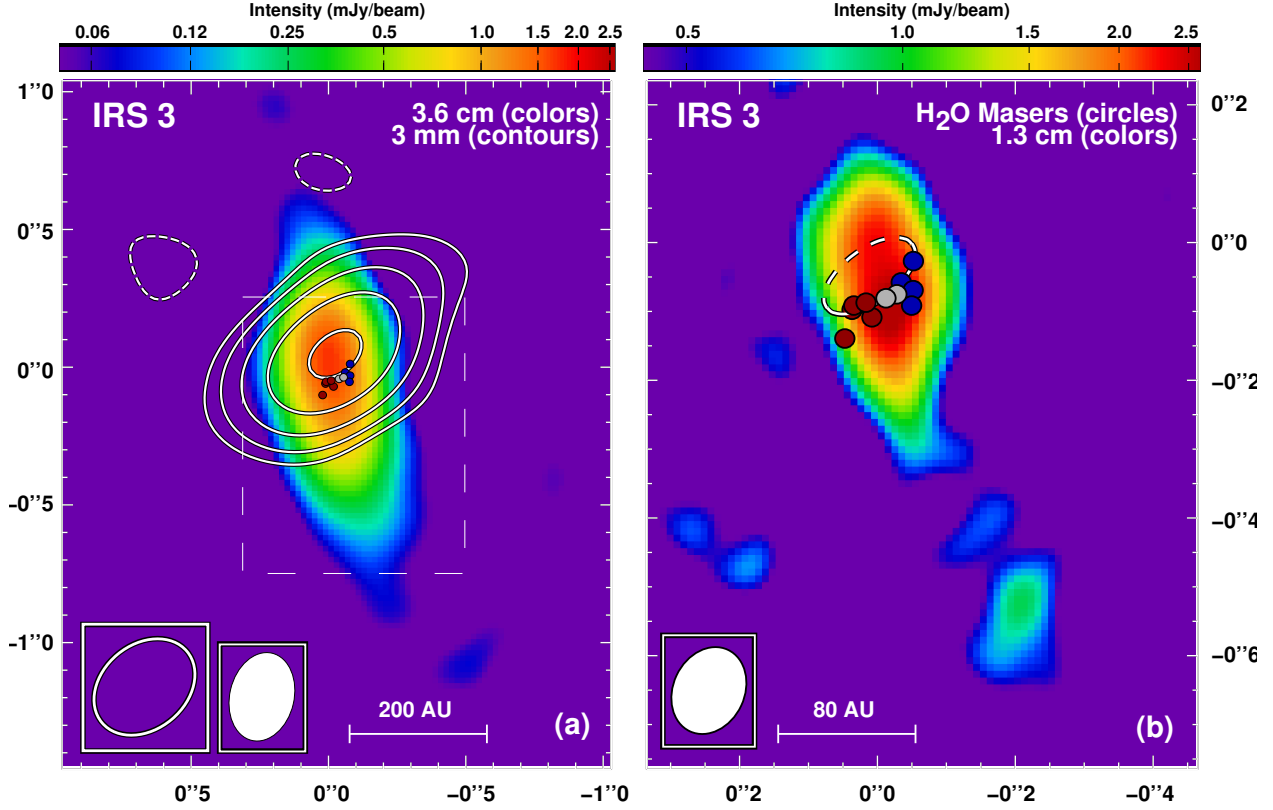 Intensity (mJy/beam)
0.06 0.12 0.25 0.5 1.0 1.5 2.0 2.5
IRS 3
3.6 cm (colors)
3 mm (contours)
1''0
0''5
0''0
−0''5
−1''0
200 AU
(a)
0''5 0''0 −0''5 −1''0
Intensity (mJy/beam)
0.5 1.0 1.5 2.0 2.5
IRS 3
H₂O Masers (circles)
1.3 cm (colors)
0''2
0''0
−0''2
−0''4
−0''6
80 AU
(b)
0''2 0''0 −0''2 −0''4